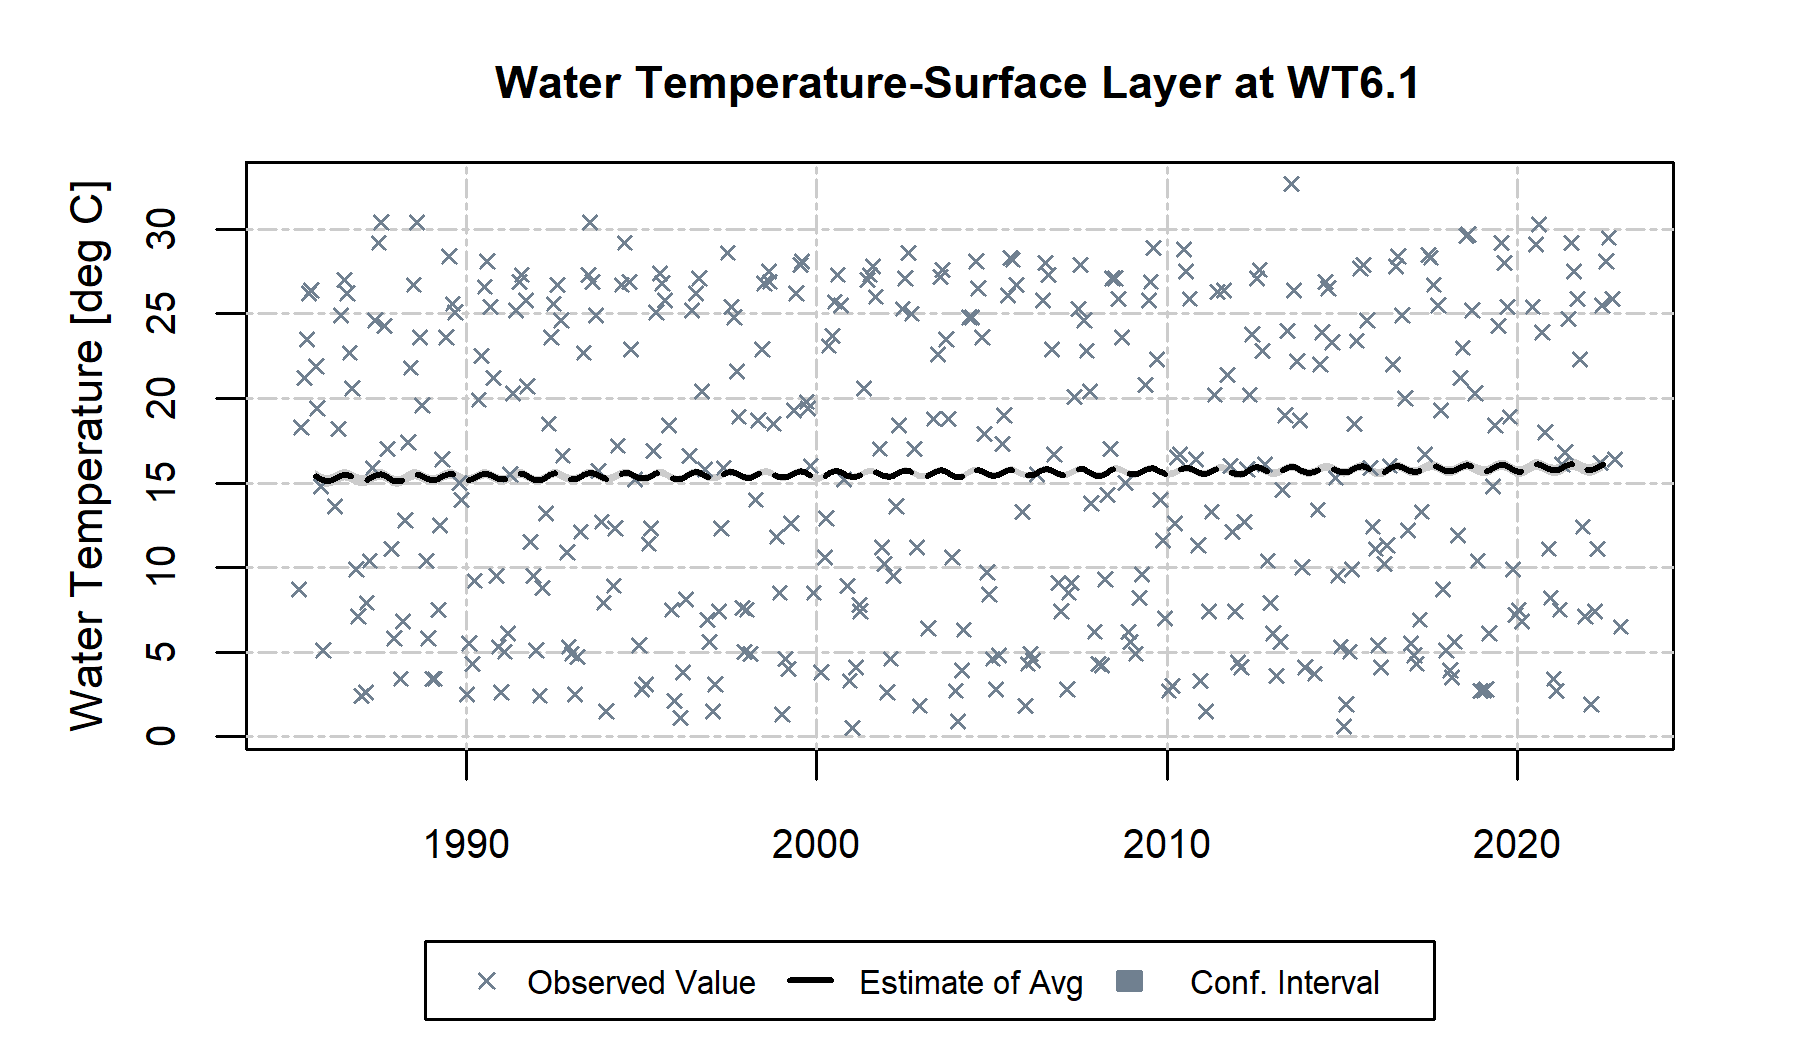 Water Temperature-Surface Layer at WT6.1
Water Temperature [deg C]
30
25
20
15
10
5
0
1990 2000 2010 2020
Observed Value Estimate of Avg Conf. Interval